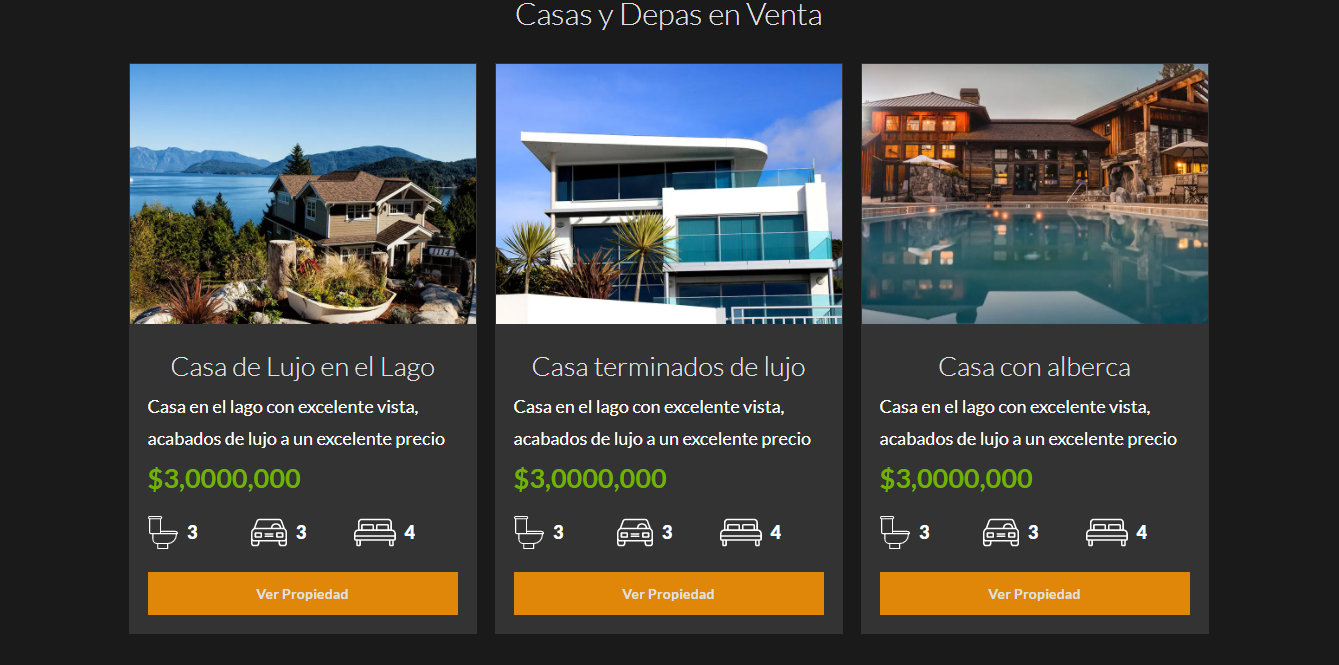 Casas y Depas en Venta
Casa de Lujo en el Lago
Casa en el lago con excelente vista,
acabados de lujo a un excelente precio
$3,0000,000
3 3 4
Ver Propiedad
Casa terminados de lujo
Casa en el lago con excelente vista,
acabados de lujo a un excelente precio
$3,0000,000
3 3 4
Ver Propiedad
Casa con alberca
Casa en el lago con excelente vista,
acabados de lujo a un excelente precio
$3,0000,000
3 3 4
Ver Propiedad